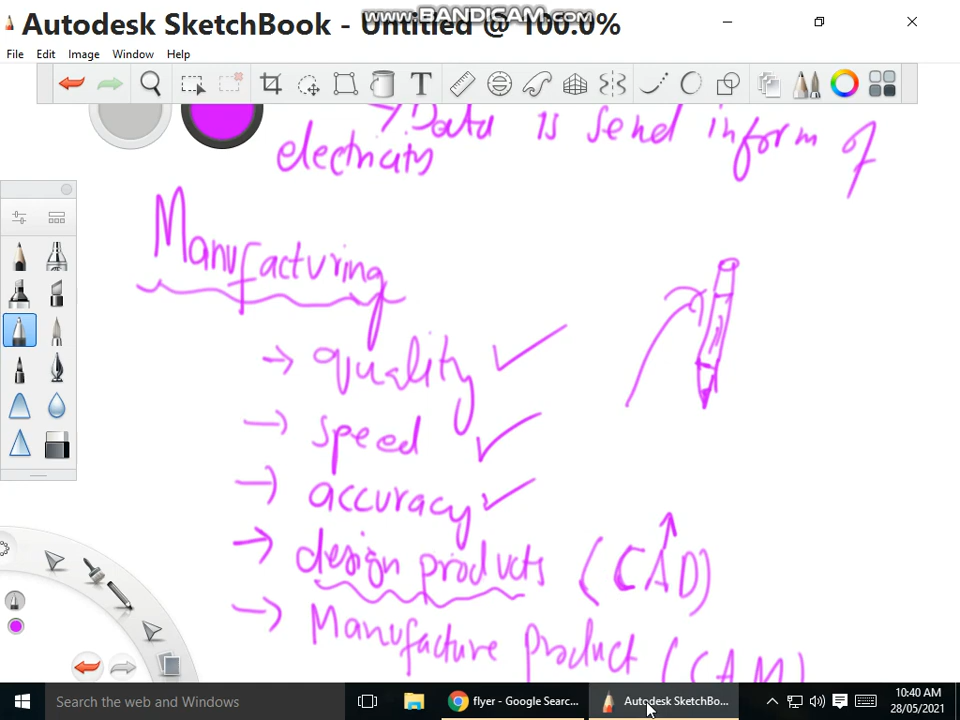 www.BANDICAM.com
Autodesk SketchBook - Untitled @ 100.0%
File Edit Image Window Help
T
→ Data is send inform of
electricity
Manufacturing
→ quality ✓
→ speed ✓
→ accuracy ✓
→ design products (CAD)
→ Manufacture product (CAM)
Search the web and Windows
flyer - Google Searc...
Autodesk SketchBo...
10:40 AM
28/05/2021